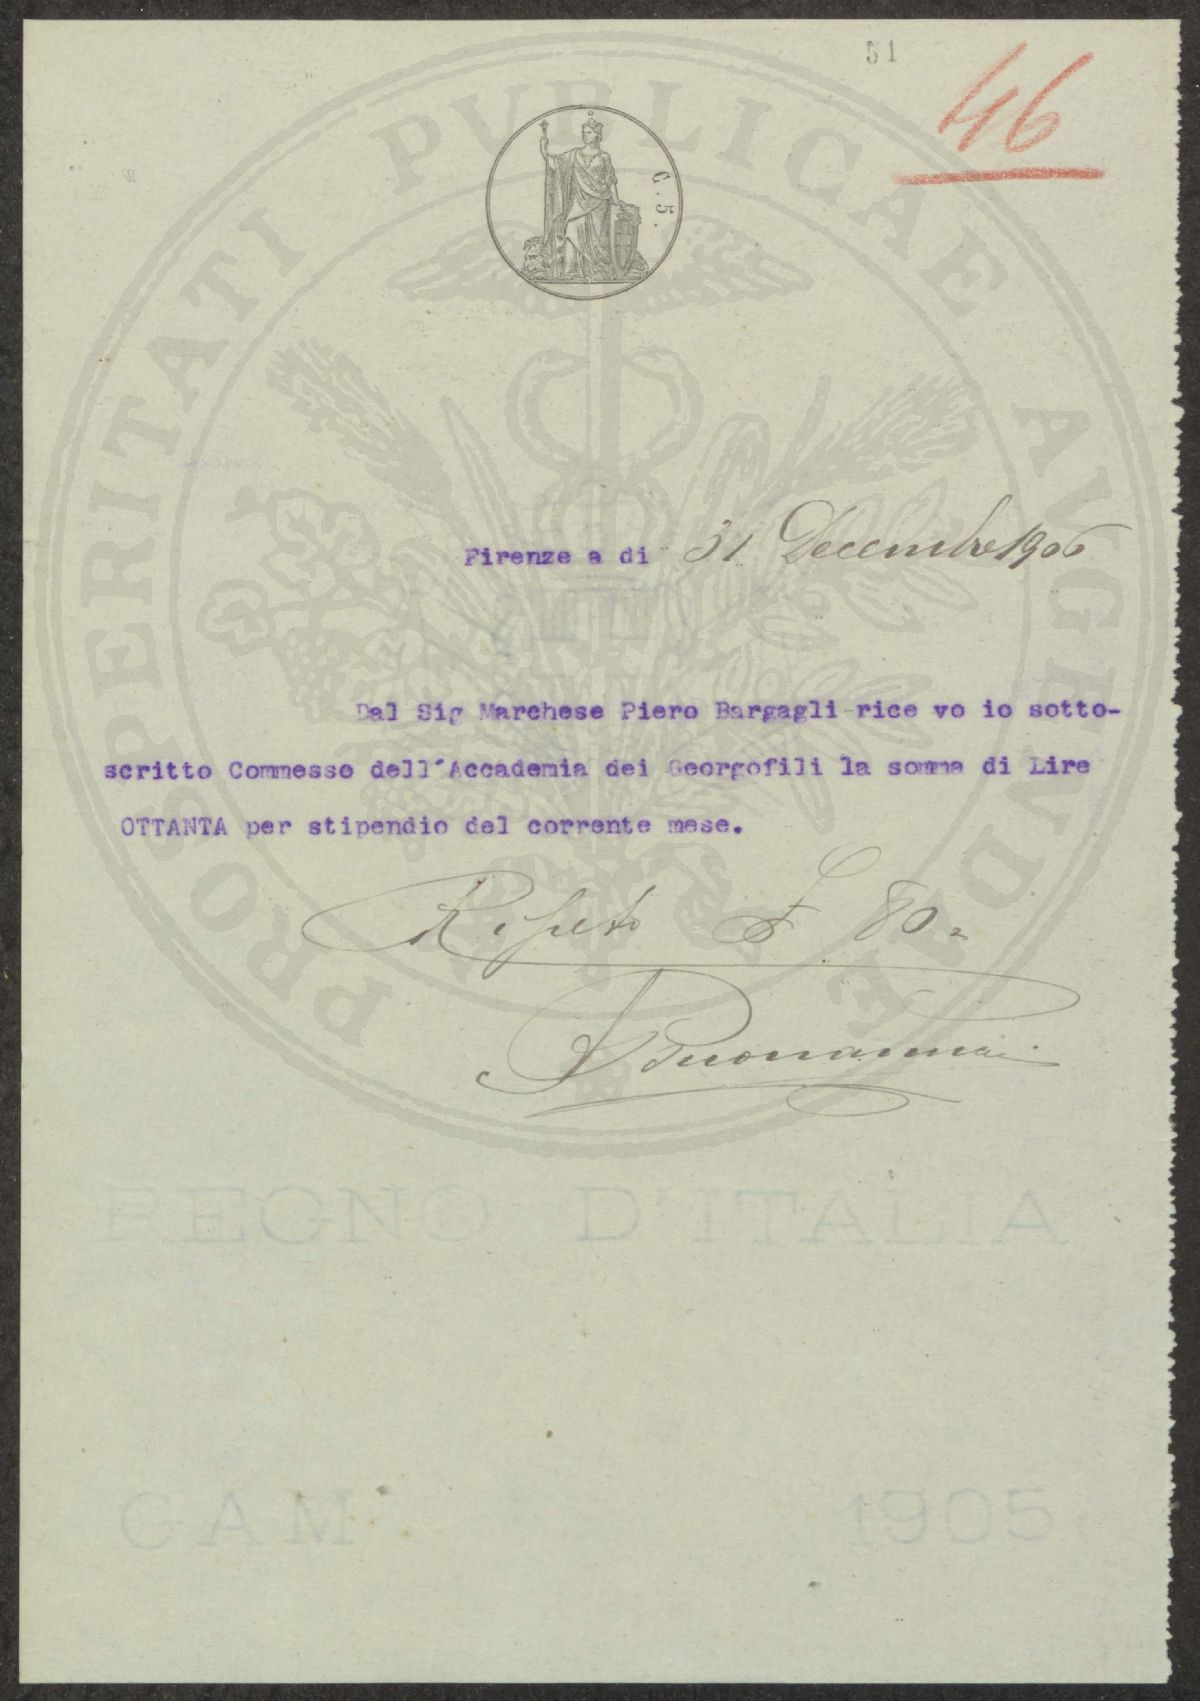 51
46
C. 5.
Firenze a di 31 Decembre 1906
Dal Sig Marchese Piero Bargagli rice vo io sotto-
scritto Commesso dell'Accademia dei Georgofili la somma di Lire
OTTANTA per stipendio del corrente mese.
Ripeto £ 80
REGNO D'ITALIA
CAM 1905
PROSPERITATI PUBLICAE AVGENDAE